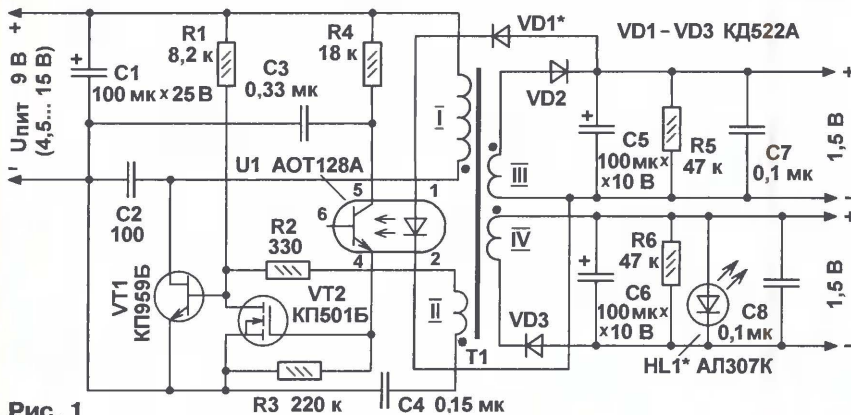 +
Uпит 9 В
(4,5... 15 В)
-
+
C1
100 мк × 25 В
R1
8,2 к
R4
18 к
C3
0,33 мк
I
VD1*
VD2
VD1 – VD3 КД522А
+
C5
100мк×
×10 В
R5
47 к
C7
0,1 мк
+
1,5 В
-
C2
100
U1 АОТ128А
5
1
6
4
2
III
IV
R2
330
VT1
КП959Б
VT2
КП501Б
II
T1
VD3
+
R6
47 к
C6
100мк×
×10 В
C8
0,1мк
HL1* АЛ307К
+
1,5 В
-
R3 220 к
C4 0,15 мк
Рис. 1